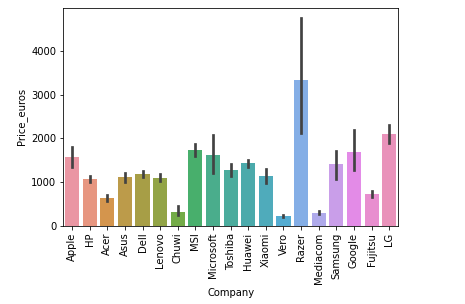 Price_euros
4000
3000
2000
1000
0
Apple
HP
Acer
Asus
Dell
Lenovo
Chuwi
MSI
Microsoft
Toshiba
Huawei
Xiaomi
Vero
Razer
Mediacom
Samsung
Google
Fujitsu
LG
Company